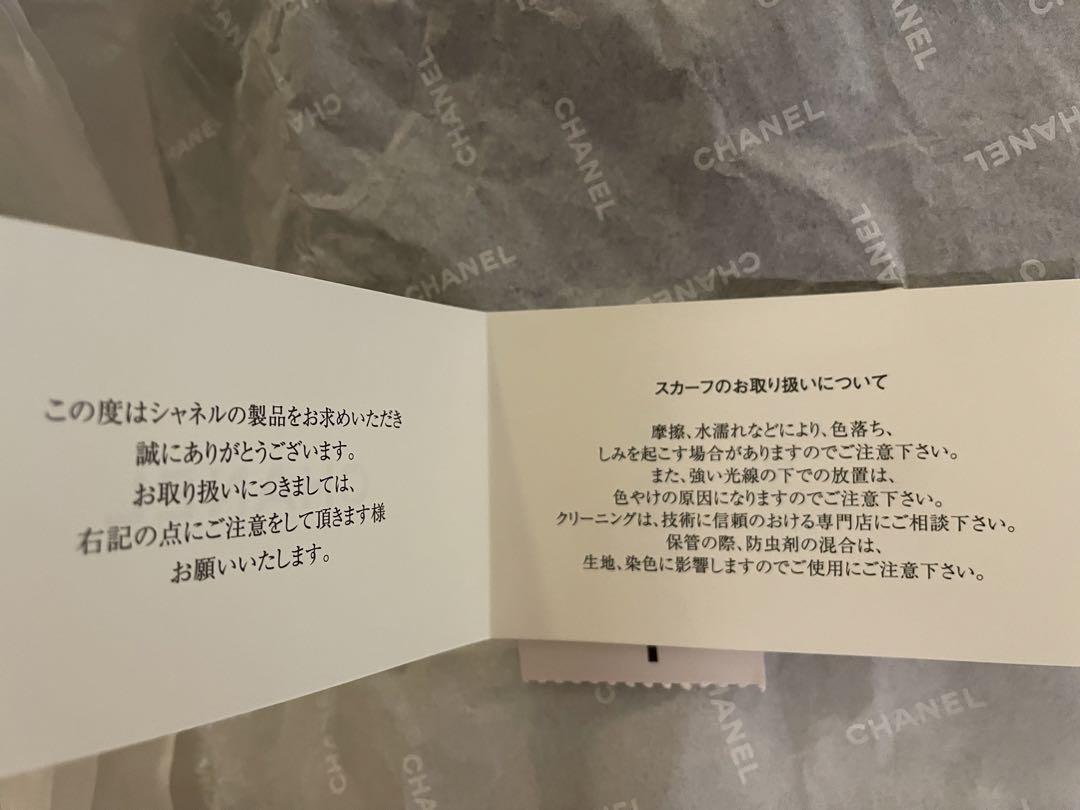 この度はシャネルの製品をお求めいただき
誠にありがとうございます。
お取り扱いにつきましては、
右記の点にご注意をして頂きます様
お願いいたします。
スカーフのお取り扱いについて
摩擦、水濡れなどにより、色落ち、
しみを起こす場合がありますのでご注意下さい。
また、強い光線の下での放置は、
色やけの原因になりますのでご注意下さい。
クリーニングは、技術に信頼のおける専門店にご相談下さい。
保管の際、防虫剤の混合は、
生地、染色に影響しますのでご使用にご注意下さい。
CHANEL
CHANEL
CHANEL
CHANEL
CHANEL
CHANEL
CHANEL
CHANEL
CHANEL
CHANEL
CHANEL